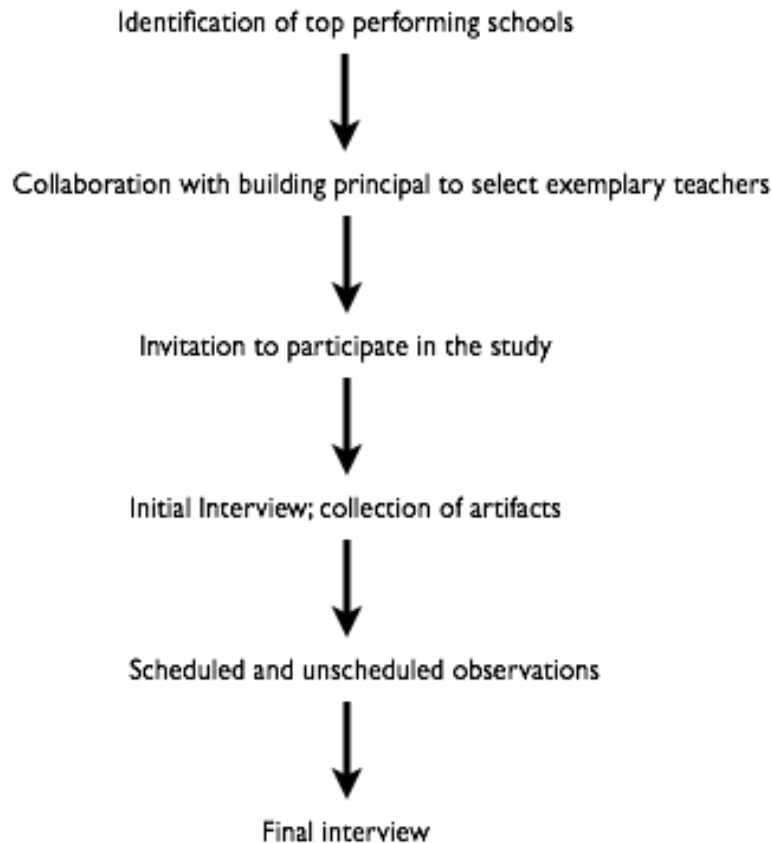 Identification of top performing schools
Collaboration with building principal to select exemplary teachers
Invitation to participate in the study
Initial Interview; collection of artifacts
Scheduled and unscheduled observations
Final interview